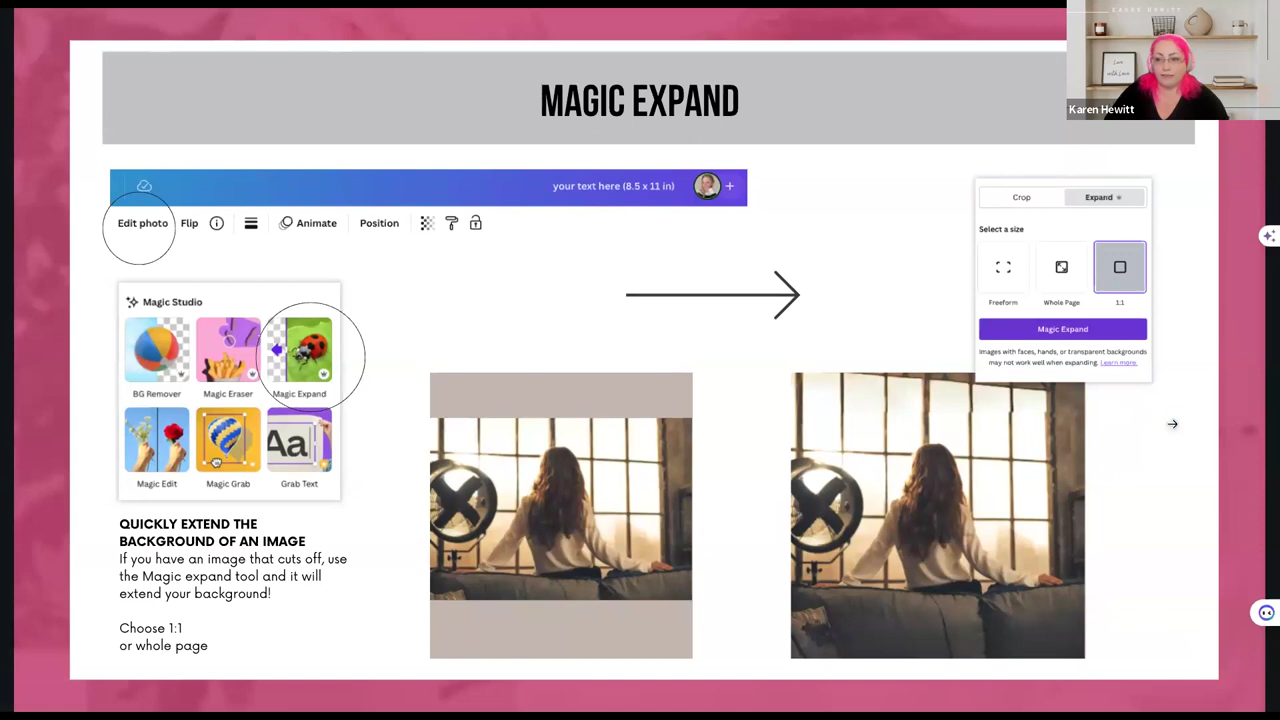 KAREN HEWITT
Karen Hewitt
MAGIC EXPAND
your text here (8.5 x 11 in)
Edit photo
Flip
Animate
Position
Magic Studio
BG Remover
Magic Eraser
Magic Expand
Magic Edit
Magic Grab
Grab Text
Aa
QUICKLY EXTEND THE
BACKGROUND OF AN IMAGE
If you have an image that cuts off, use
the Magic expand tool and it will
extend your background!
Choose 1:1
or whole page
Crop
Expand
Select a size
Freeform
Whole Page
1:1
Magic Expand
Images with faces, hands, or transparent backgrounds
may not work well when expanding. Learn more.